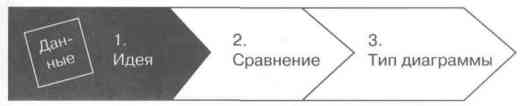 Дан-
ные
1.
Идея
2.
Сравнение
3.
Тип диаграммы